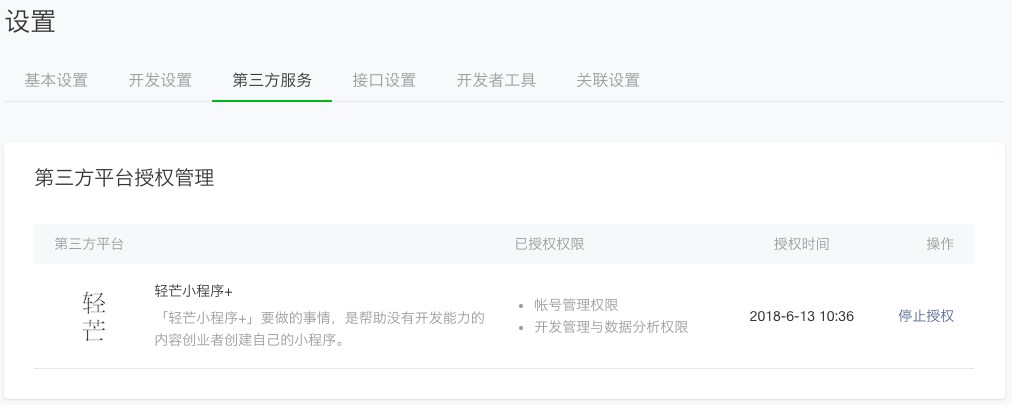 设置
基本设置 开发设置 第三方服务 接口设置 开发者工具 关联设置
第三方平台授权管理
第三方平台 已授权权限 授权时间 操作
轻芒
轻芒小程序+
「轻芒小程序+」要做的事情，是帮助没有开发能力的
内容创业者创建自己的小程序。
• 帐号管理权限
• 开发管理与数据分析权限
2018-6-13 10:36
停止授权